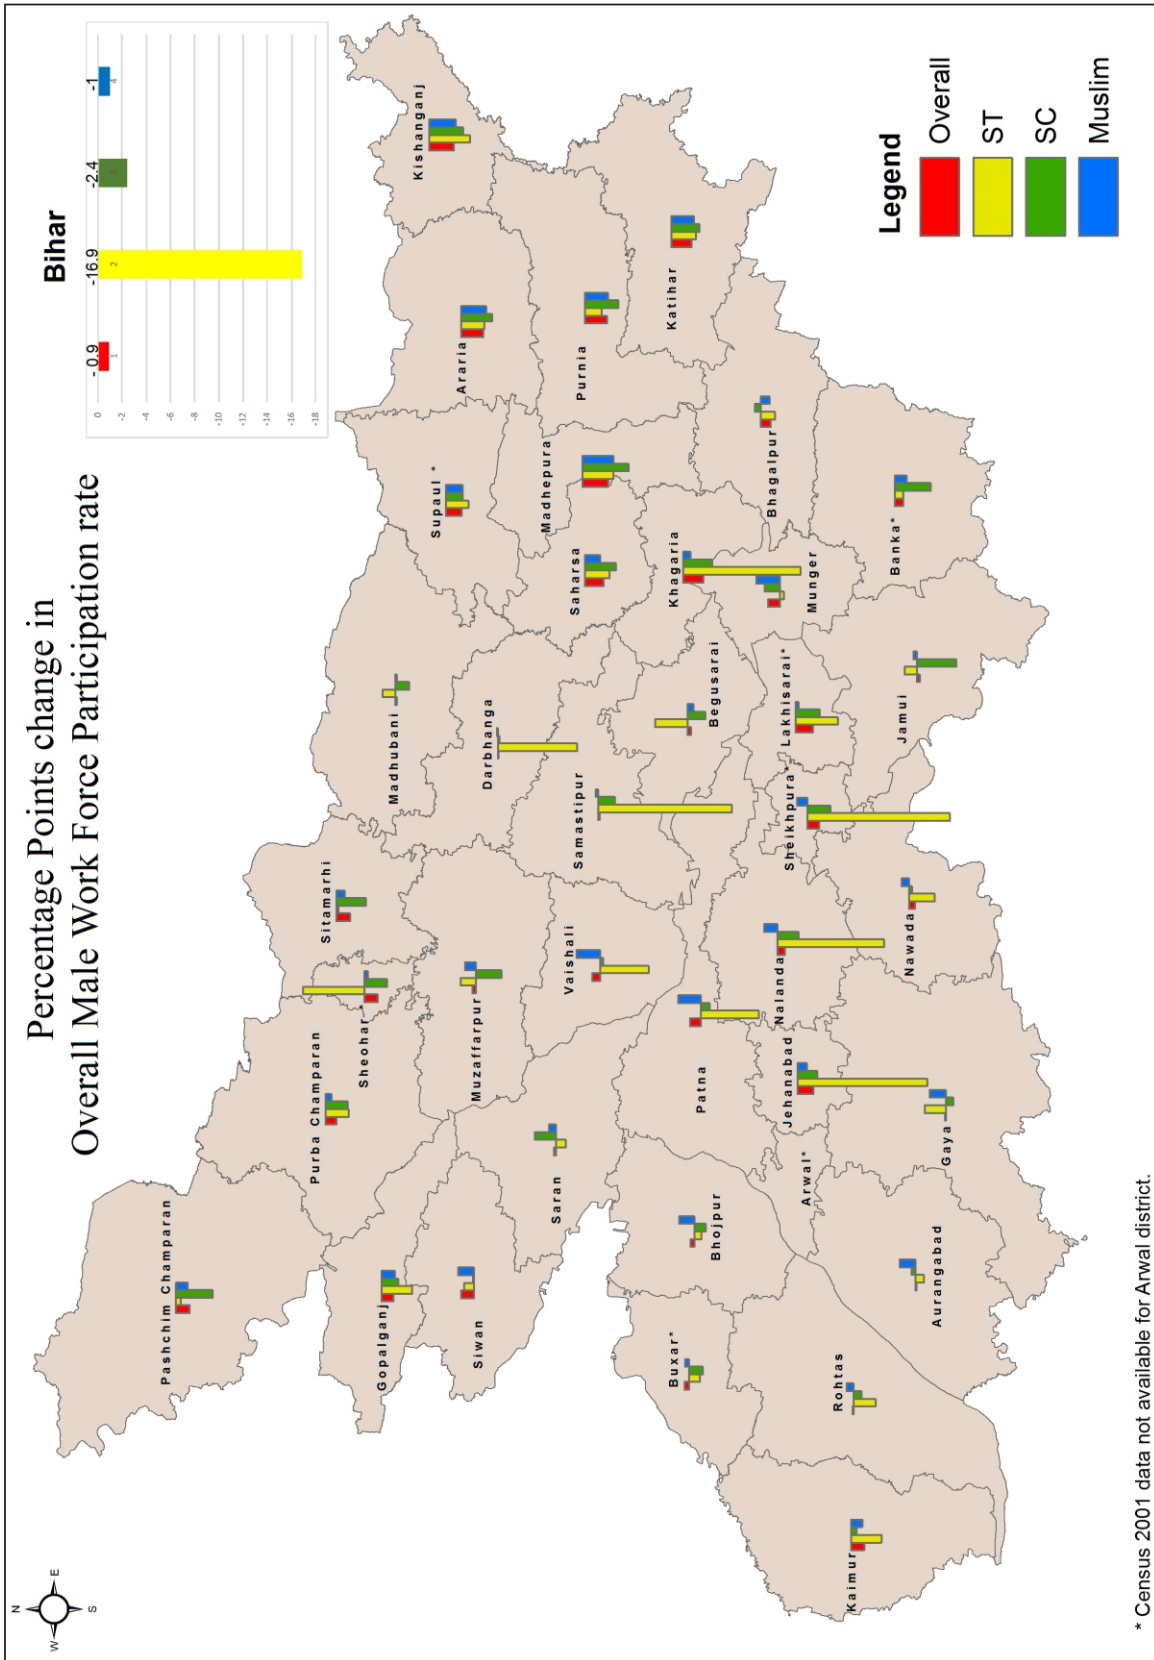 Percentage Points change in
Overall Male Work Force Participation rate
Bihar
- 0.9
-16.9
-2.4
-1
0
-2
-4
-6
-8
-10
-12
-14
-16
-18
1
2
3
4
N
W
E
S
Pashchim Champaran
Purba Champaran
Sheohar*
Sitamarhi
Madhubani
Supaul *
Araria
Kishanganj
Gopalganj
Siwan
Muzaffarpur
Darbhanga
Madhepura
Purnia
Saran
Vaishali
Samastipur
Saharsa
Katihar
Buxar*
Bhojpur
Patna
Begusarai
Khagaria
Bhagalpur
Arwal*
Jehanabad
Nalanda
Sheikhpura*
Lakhisarai*
Munger
Kaimur
Rohtas
Aurangabad
Gaya
Nawada
Jamui
Banka*
Legend
Overall
ST
SC
Muslim
* Census 2001 data not available for Arwal district.